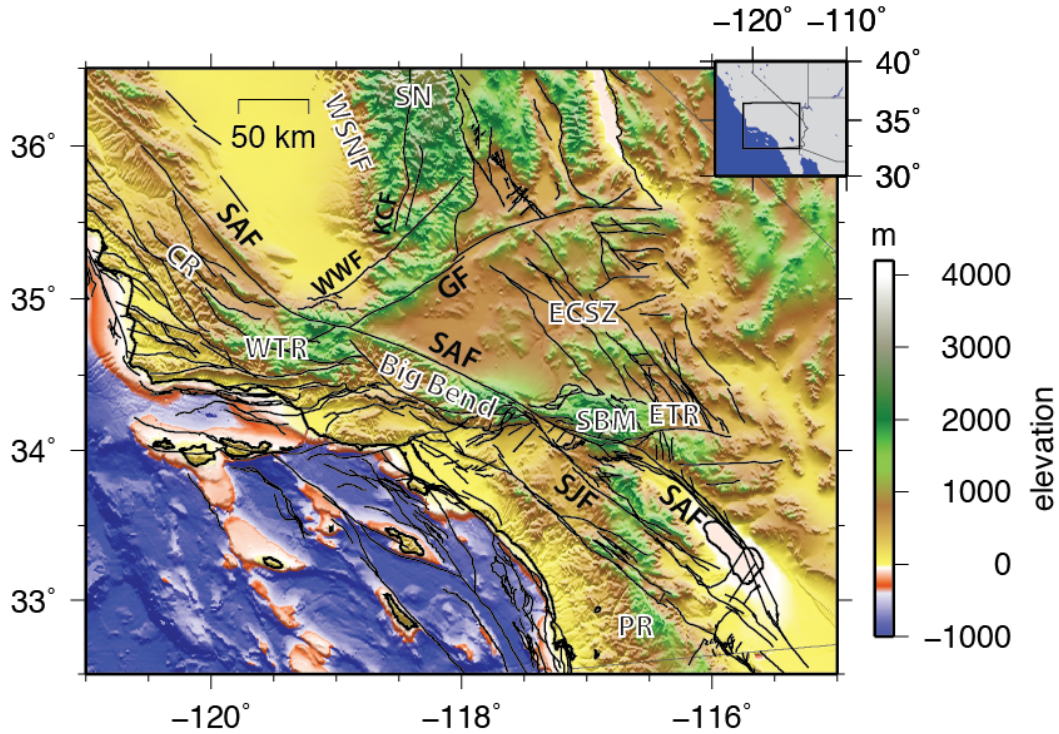 −120° −110°
40°
35°
30°
50 km
WSNF
SN
36°
KCF
SAF
CR
WWF
GF
35°
ECSZ
WTR
SAF
Big Bend
SBM
ETR
34°
SJF
SAF
33°
PR
−120° −118° −116°
m
4000
3000
2000
1000
0
−1000
elevation